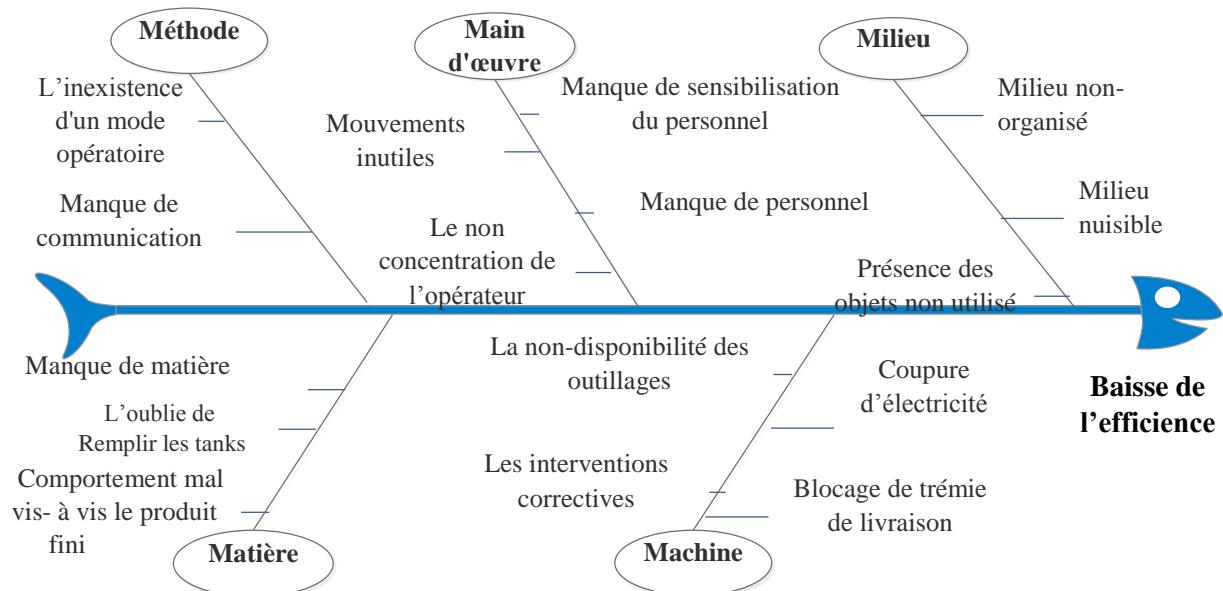 Méthode
L’inexistence
d'un mode
opératoire
Manque de
communication
Main
d'œuvre
Mouvements
inutiles
Le non
concentration de
l’opérateur
Manque de sensibilisation
du personnel
Manque de personnel
Milieu
Milieu non-
organisé
Milieu
nuisible
Présence des
objets non utilisé
Manque de matière
L’oublie de
Remplir les tanks
Comportement mal
vis- à vis le produit
fini
Matière
La non-disponibilité des
outillages
Les interventions
correctives
Coupure
d’électricité
Blocage de trémie
de livraison
Machine
Baisse de
l’efficience